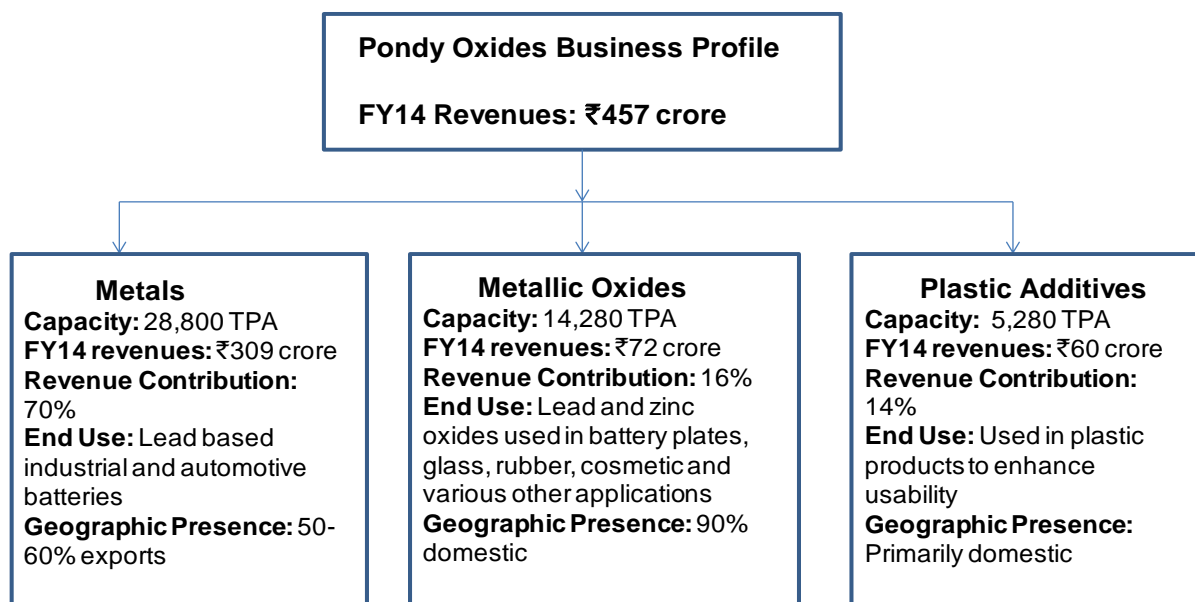 Pondy Oxides Business Profile
FY14 Revenues: ₹457 crore
Metals
Capacity: 28,800 TPA
FY14 revenues: ₹309 crore
Revenue Contribution:
70%
End Use: Lead based
industrial and automotive
batteries
Geographic Presence: 50-
60% exports
Metallic Oxides
Capacity: 14,280 TPA
FY14 revenues: ₹72 crore
Revenue Contribution: 16%
End Use: Lead and zinc
oxides used in battery plates,
glass, rubber, cosmetic and
various other applications
Geographic Presence: 90%
domestic
Plastic Additives
Capacity: 5,280 TPA
FY14 revenues: ₹60 crore
Revenue Contribution:
14%
End Use: Used in plastic
products to enhance
usability
Geographic Presence:
Primarily domestic